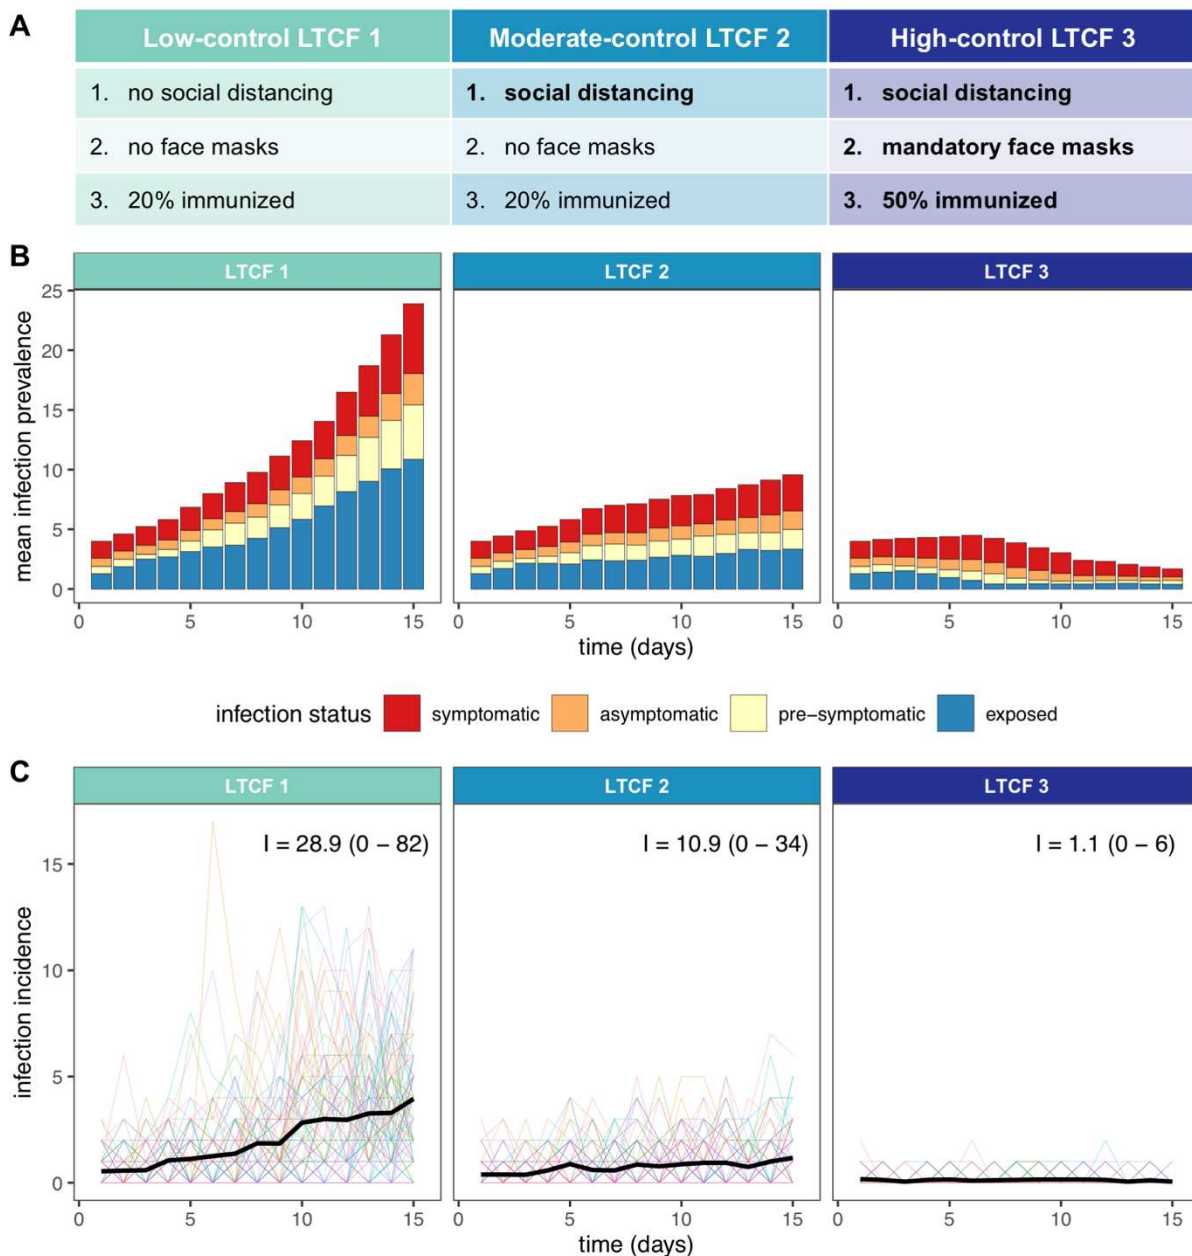 A
Low-control LTCF 1
Moderate-control LTCF 2
High-control LTCF 3
1. no social distancing
1. social distancing
1. social distancing
2. no face masks
2. no face masks
2. mandatory face masks
3. 20% immunized
3. 20% immunized
3. 50% immunized
B
LTCF 1
LTCF 2
LTCF 3
mean infection prevalence
25
20
15
10
5
0
0 5 10 15
0 5 10 15
0 5 10 15
time (days)
infection status symptomatic asymptomatic pre−symptomatic exposed
C
LTCF 1
LTCF 2
LTCF 3
I = 28.9 (0 − 82)
I = 10.9 (0 − 34)
I = 1.1 (0 − 6)
infection incidence
15
10
5
0
0 5 10 15
0 5 10 15
0 5 10 15
time (days)